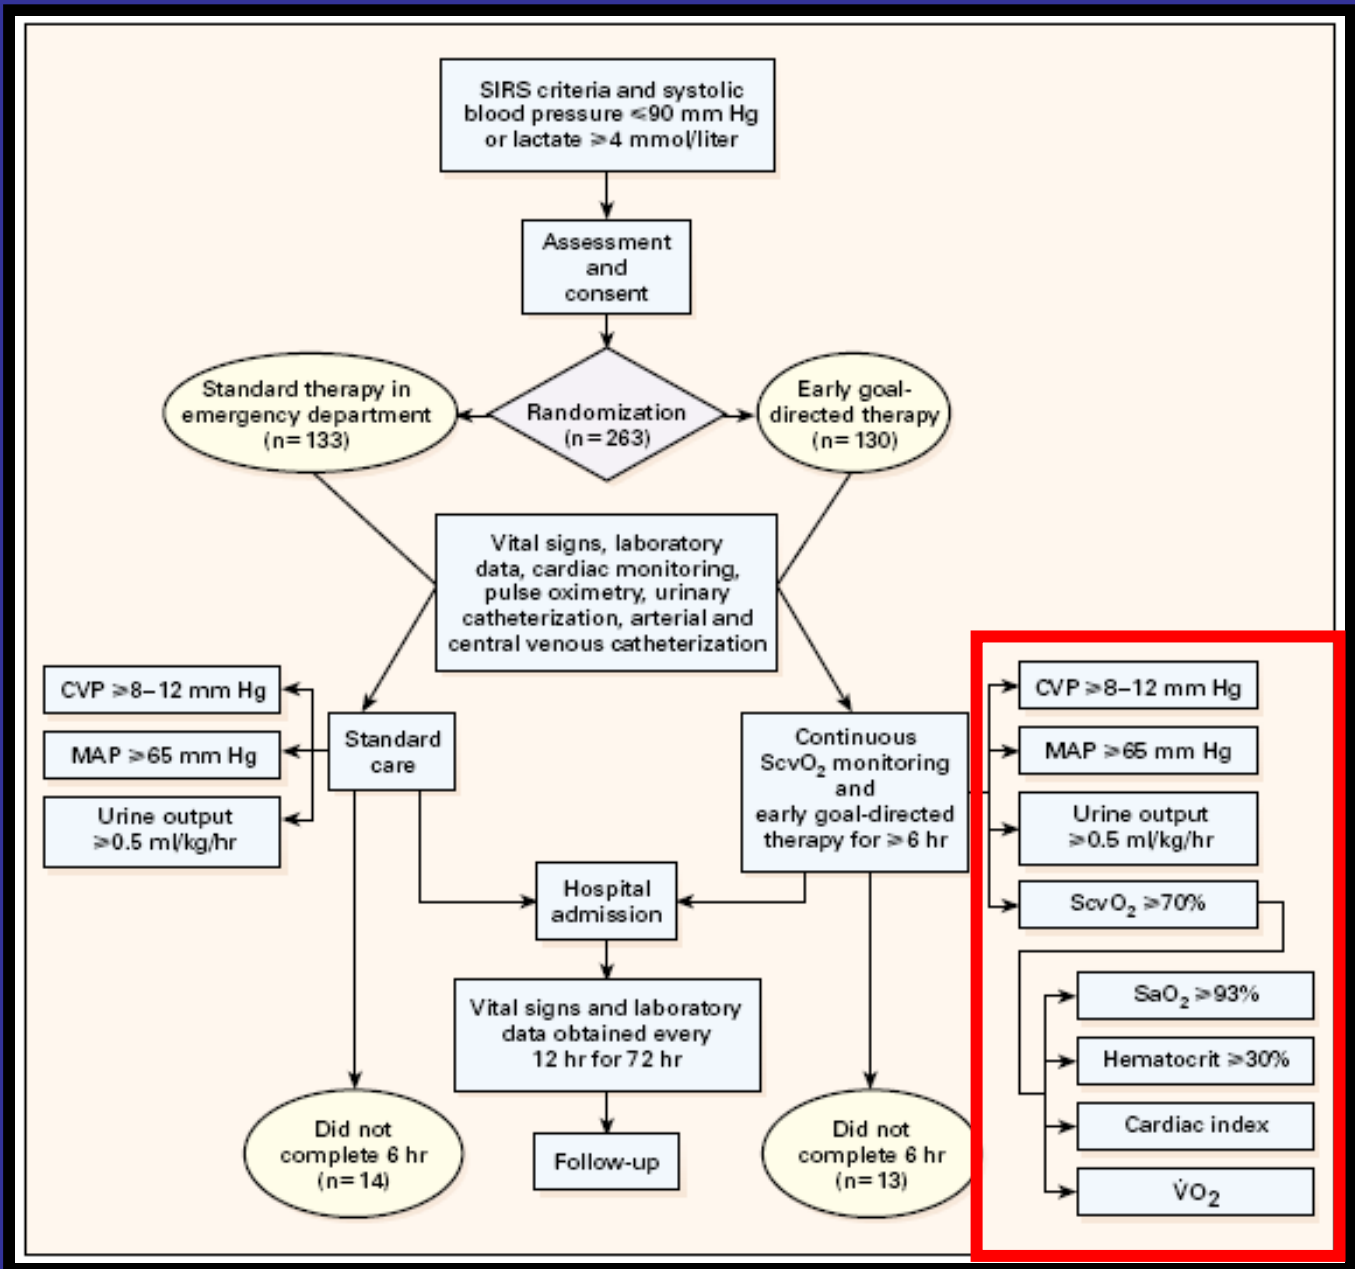 SIRS criteria and systolic
blood pressure ⩽90 mm Hg
or lactate ⩾4 mmol/liter
Assessment
and
consent
Standard therapy in
emergency department
(n=133)
Randomization
(n=263)
Early goal-
directed therapy
(n=130)
Vital signs, laboratory
data, cardiac monitoring,
pulse oximetry, urinary
catheterization, arterial and
central venous catheterization
CVP ⩾8–12 mm Hg
MAP ⩾65 mm Hg
Urine output
⩾0.5 ml/kg/hr
Standard
care
Continuous
ScvO₂ monitoring
and
early goal-directed
therapy for ⩾6 hr
CVP ⩾8–12 mm Hg
MAP ⩾65 mm Hg
Urine output
⩾0.5 ml/kg/hr
ScvO₂ ⩾70%
SaO₂ ⩾93%
Hematocrit ⩾30%
Cardiac index
V̇O₂
Hospital
admission
Vital signs and laboratory
data obtained every
12 hr for 72 hr
Follow-up
Did not
complete 6 hr
(n=14)
Did not
complete 6 hr
(n=13)